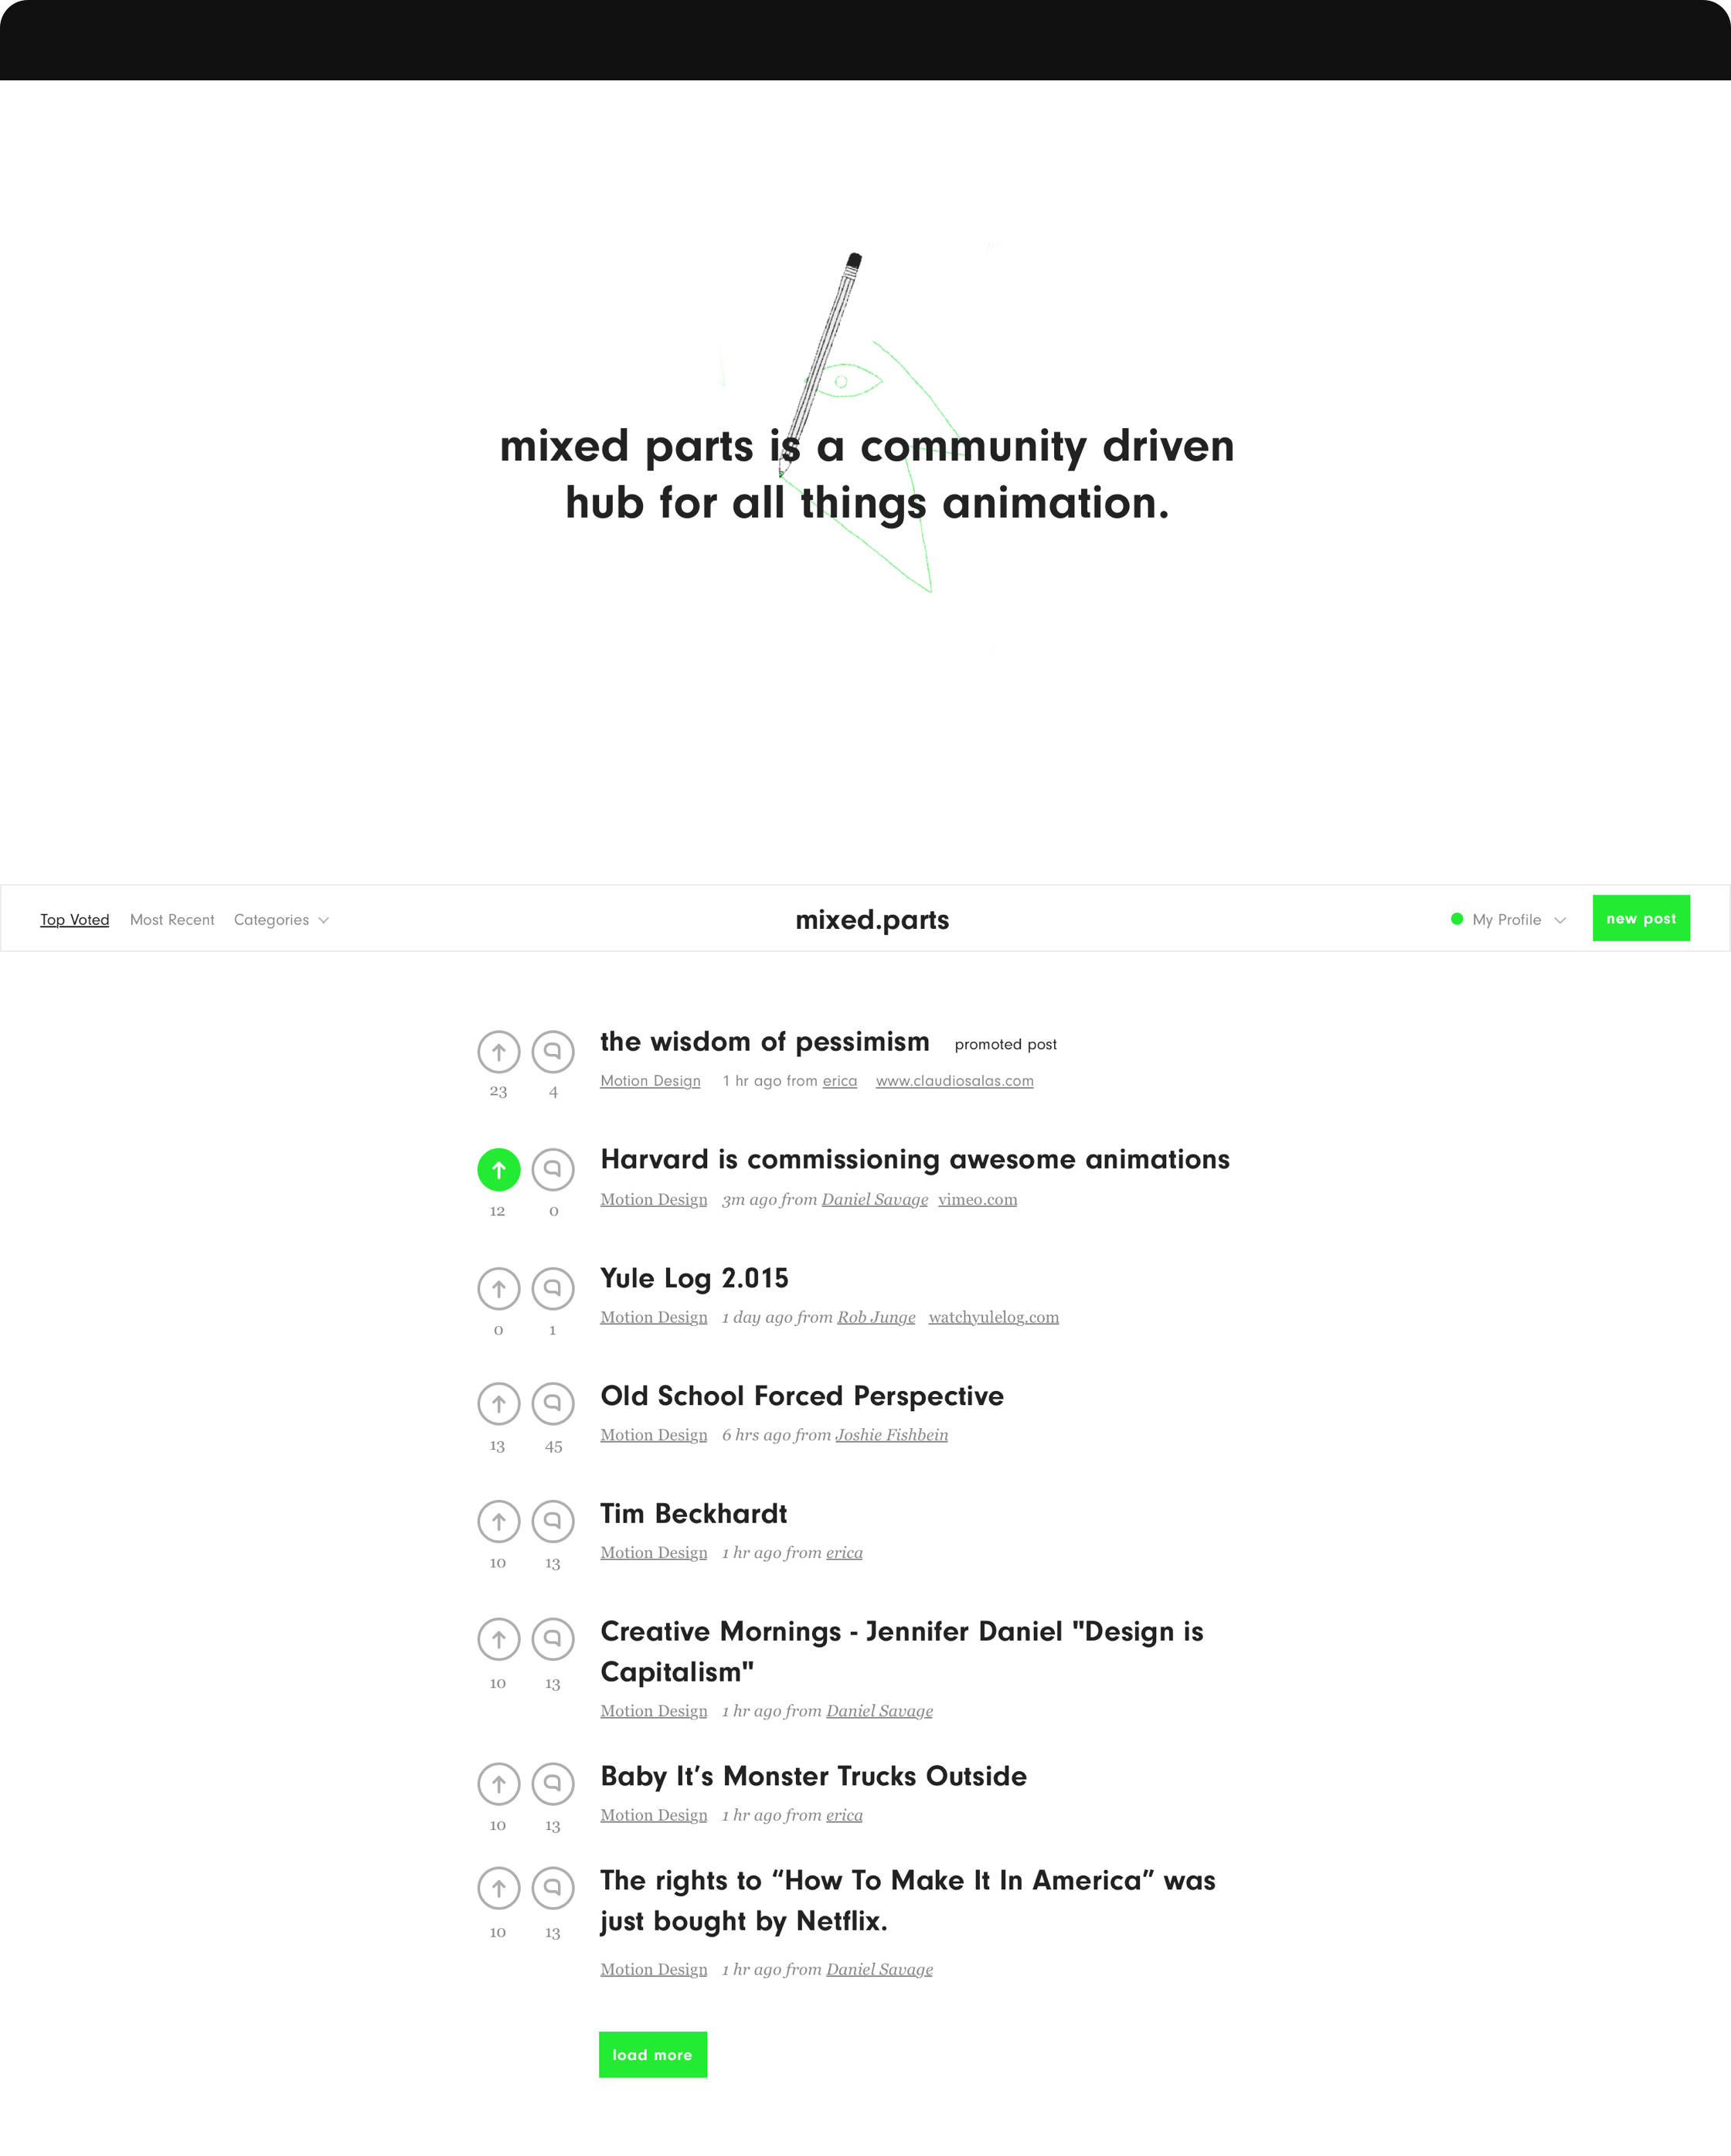 mixed parts is a community driven
hub for all things animation.
Top Voted Most Recent Categories mixed.parts My Profile new post
the wisdom of pessimism promoted post
Motion Design 1 hr ago from erica www.claudiosalas.com
23 4
Harvard is commissioning awesome animations
Motion Design 3m ago from Daniel Savage vimeo.com
12 0
Yule Log 2.015
Motion Design 1 day ago from Rob Junge watchyulelog.com
0 1
Old School Forced Perspective
Motion Design 6 hrs ago from Joshie Fishbein
13 45
Tim Beckhardt
Motion Design 1 hr ago from erica
10 13
Creative Mornings - Jennifer Daniel "Design is
Capitalism"
10 13
Motion Design 1 hr ago from Daniel Savage
Baby It’s Monster Trucks Outside
Motion Design 1 hr ago from erica
10 13
The rights to “How To Make It In America” was
just bought by Netflix.
10 13
Motion Design 1 hr ago from Daniel Savage
load more